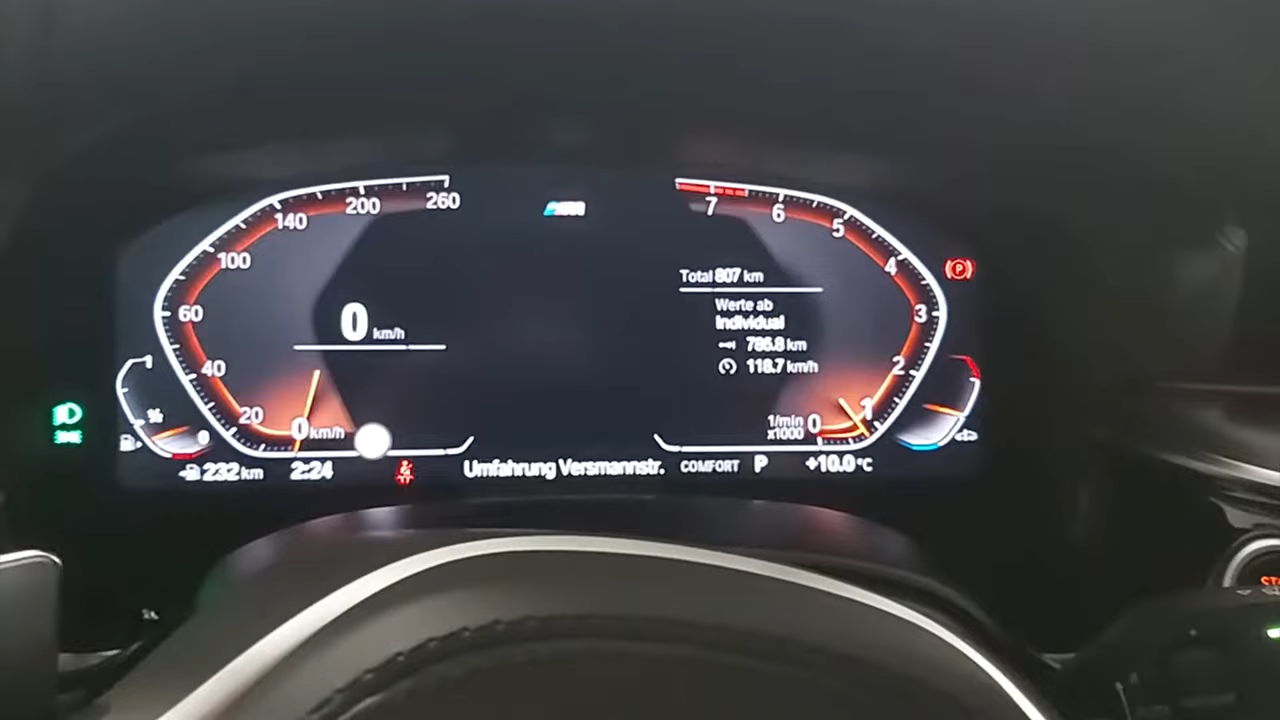 260
200
140
100
60
40
20
0 km/h
0 km/h
%
0
232 km
2:24
Umfahrung Versmannstr.
COMFORT
P
+10.0°C
Total 807 km
Werte ab
Individual
786.8 km
118.7 km/h
7
6
5
4
3
2
1
0
1/min
x1000
P